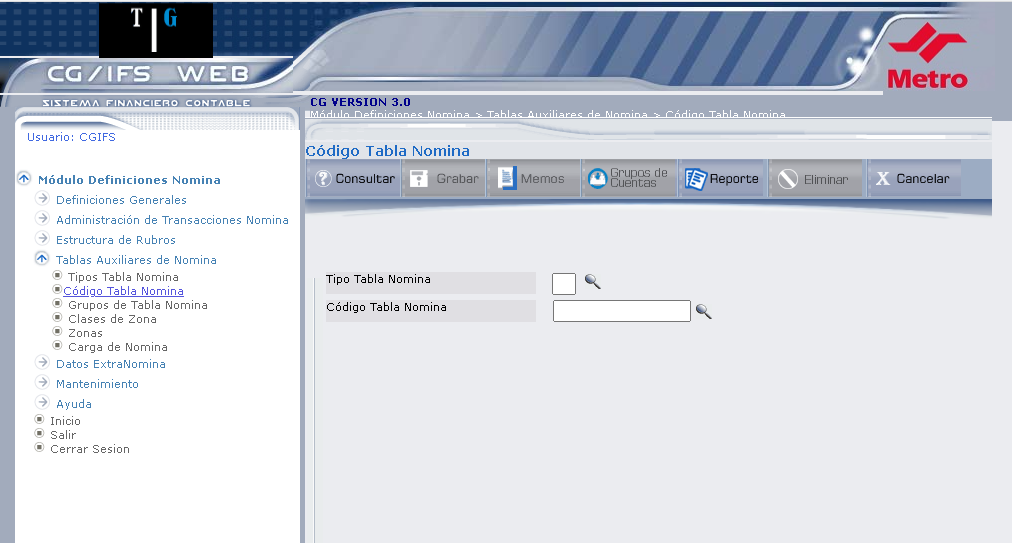 T G
CG/IFS WEB
SISTEMA FINANCIERO CONTABLE
Metro
CG VERSION 3.0
Módulo Definiciones Nomina > Tablas Auxiliares de Nomina > Código Tabla Nomina
Usuario: CGIFS
Código Tabla Nomina
Consultar Grabar Memos Grupos de Cuentas Reporte Eliminar X Cancelar
Módulo Definiciones Nomina
Definiciones Generales
Administración de Transacciones Nomina
Estructura de Rubros
Tablas Auxiliares de Nomina
Tipos Tabla Nomina
Código Tabla Nomina
Grupos de Tabla Nomina
Clases de Zona
Zonas
Carga de Nomina
Datos ExtraNomina
Mantenimiento
Ayuda
Inicio
Salir
Cerrar Sesion
Tipo Tabla Nomina
Código Tabla Nomina